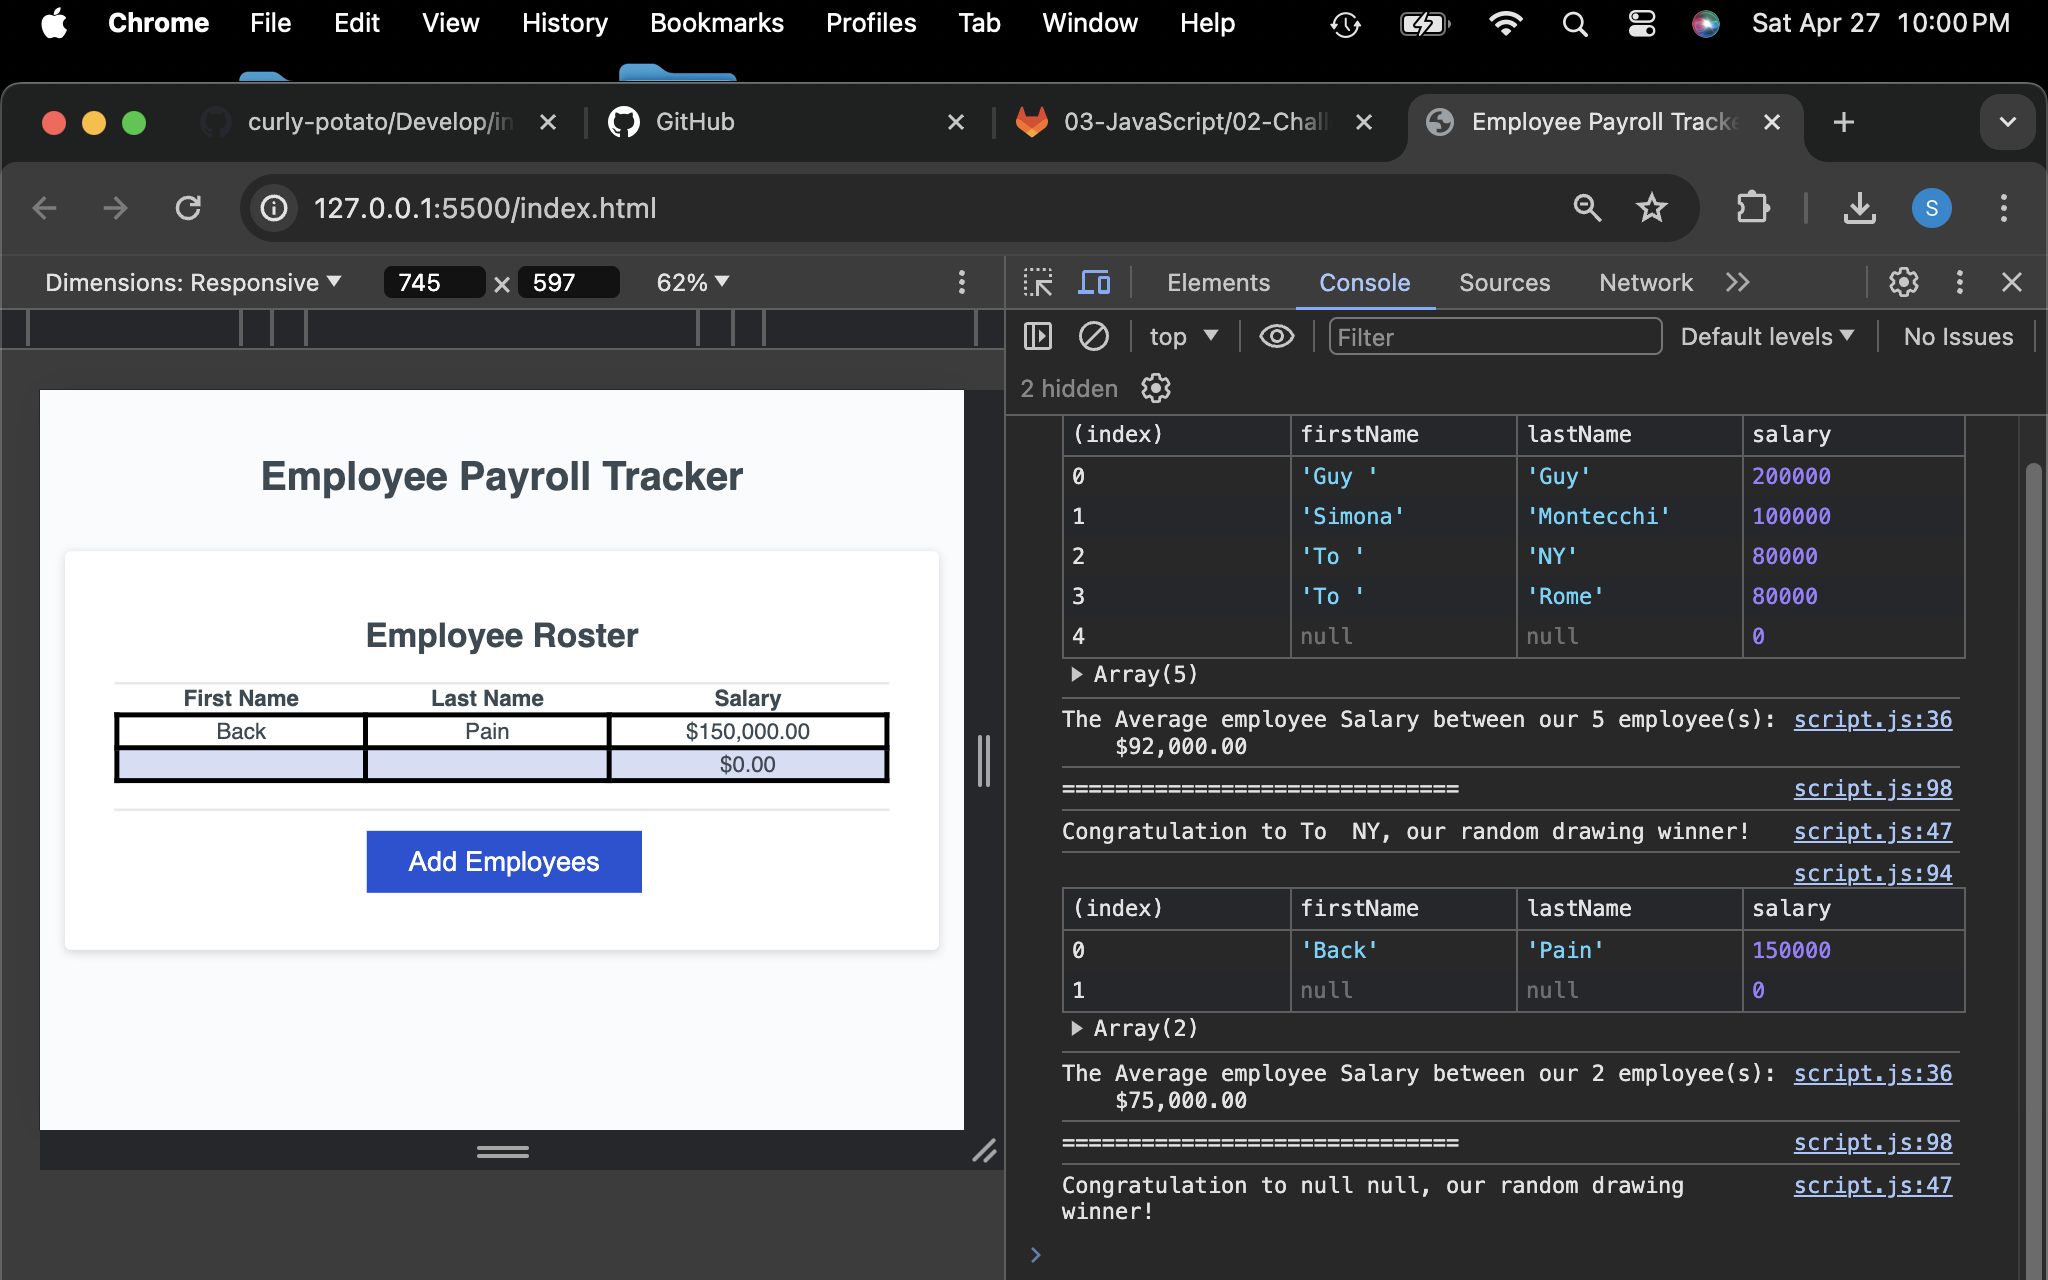 Chrome File Edit View History Bookmarks Profiles Tab Window Help Sat Apr 27 10:00 PM
curly-potato/Develop/in GitHub 03-JavaScript/02-Chall Employee Payroll Tracke
127.0.0.1:5500/index.html S
Dimensions: Responsive 745 x 597 62%
Elements Console Sources Network
top Filter Default levels No Issues
2 hidden
Employee Payroll Tracker
Employee Roster
First Name Last Name Salary
Back Pain $150,000.00
$0.00
Add Employees
(index) firstName lastName salary
0 'Guy ' 'Guy' 200000
1 'Simona' 'Montecchi' 100000
2 'To ' 'NY' 80000
3 'To ' 'Rome' 80000
4 null null 0
Array(5)
The Average employee Salary between our 5 employee(s): script.js:36
$92,000.00
============================== script.js:98
Congratulation to To  NY, our random drawing winner! script.js:47
script.js:94
(index) firstName lastName salary
0 'Back' 'Pain' 150000
1 null null 0
Array(2)
The Average employee Salary between our 2 employee(s): script.js:36
$75,000.00
============================== script.js:98
Congratulation to null null, our random drawing script.js:47
winner!